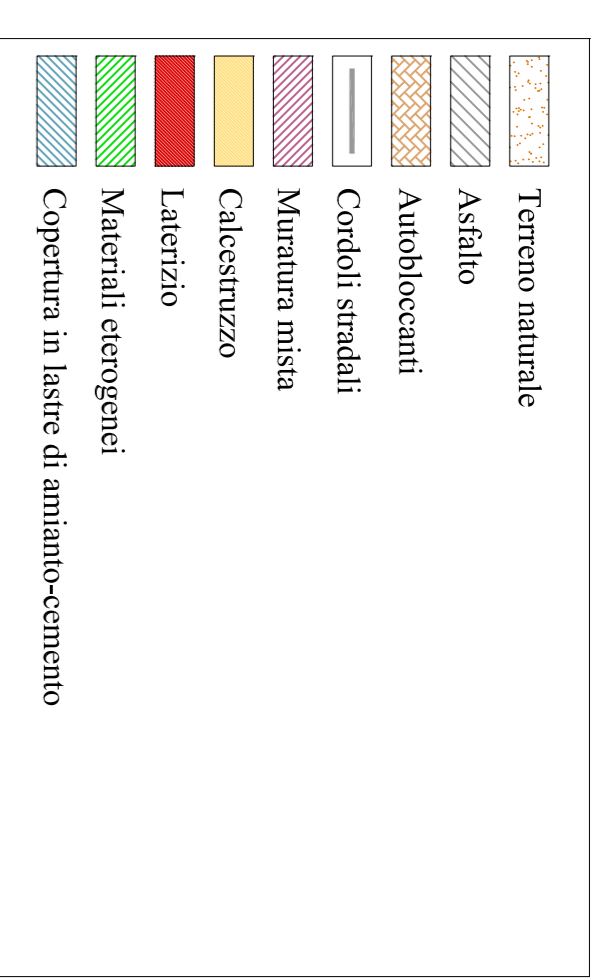 Terreno naturale
Asfalto
Autobloccanti
Cordoli stradali
Muratura mista
Calcestruzzo
Laterizio
Materiali eterogenei
Copertura in lastre di amianto-cemento